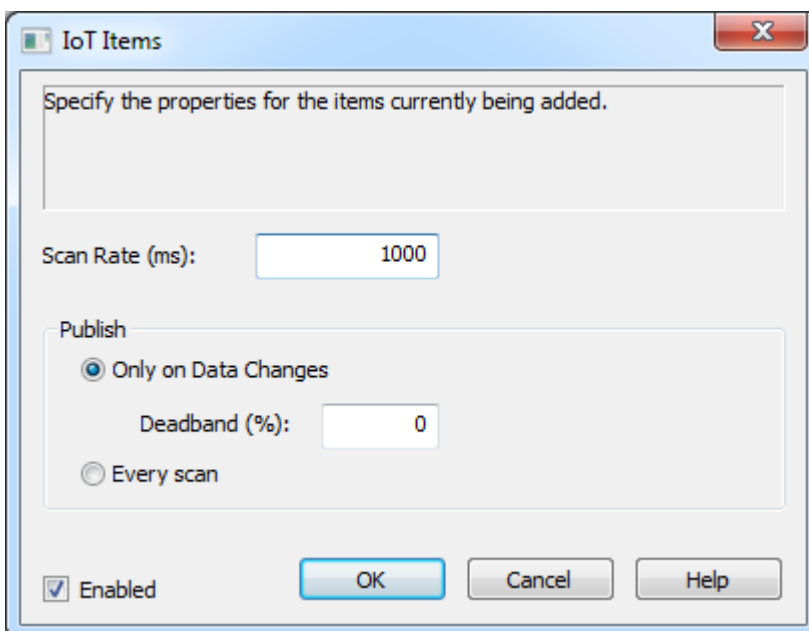 IoT Items
Specify the properties for the items currently being added.
Scan Rate (ms): 1000
Publish
Only on Data Changes
Deadband (%): 0
Every scan
Enabled OK Cancel Help